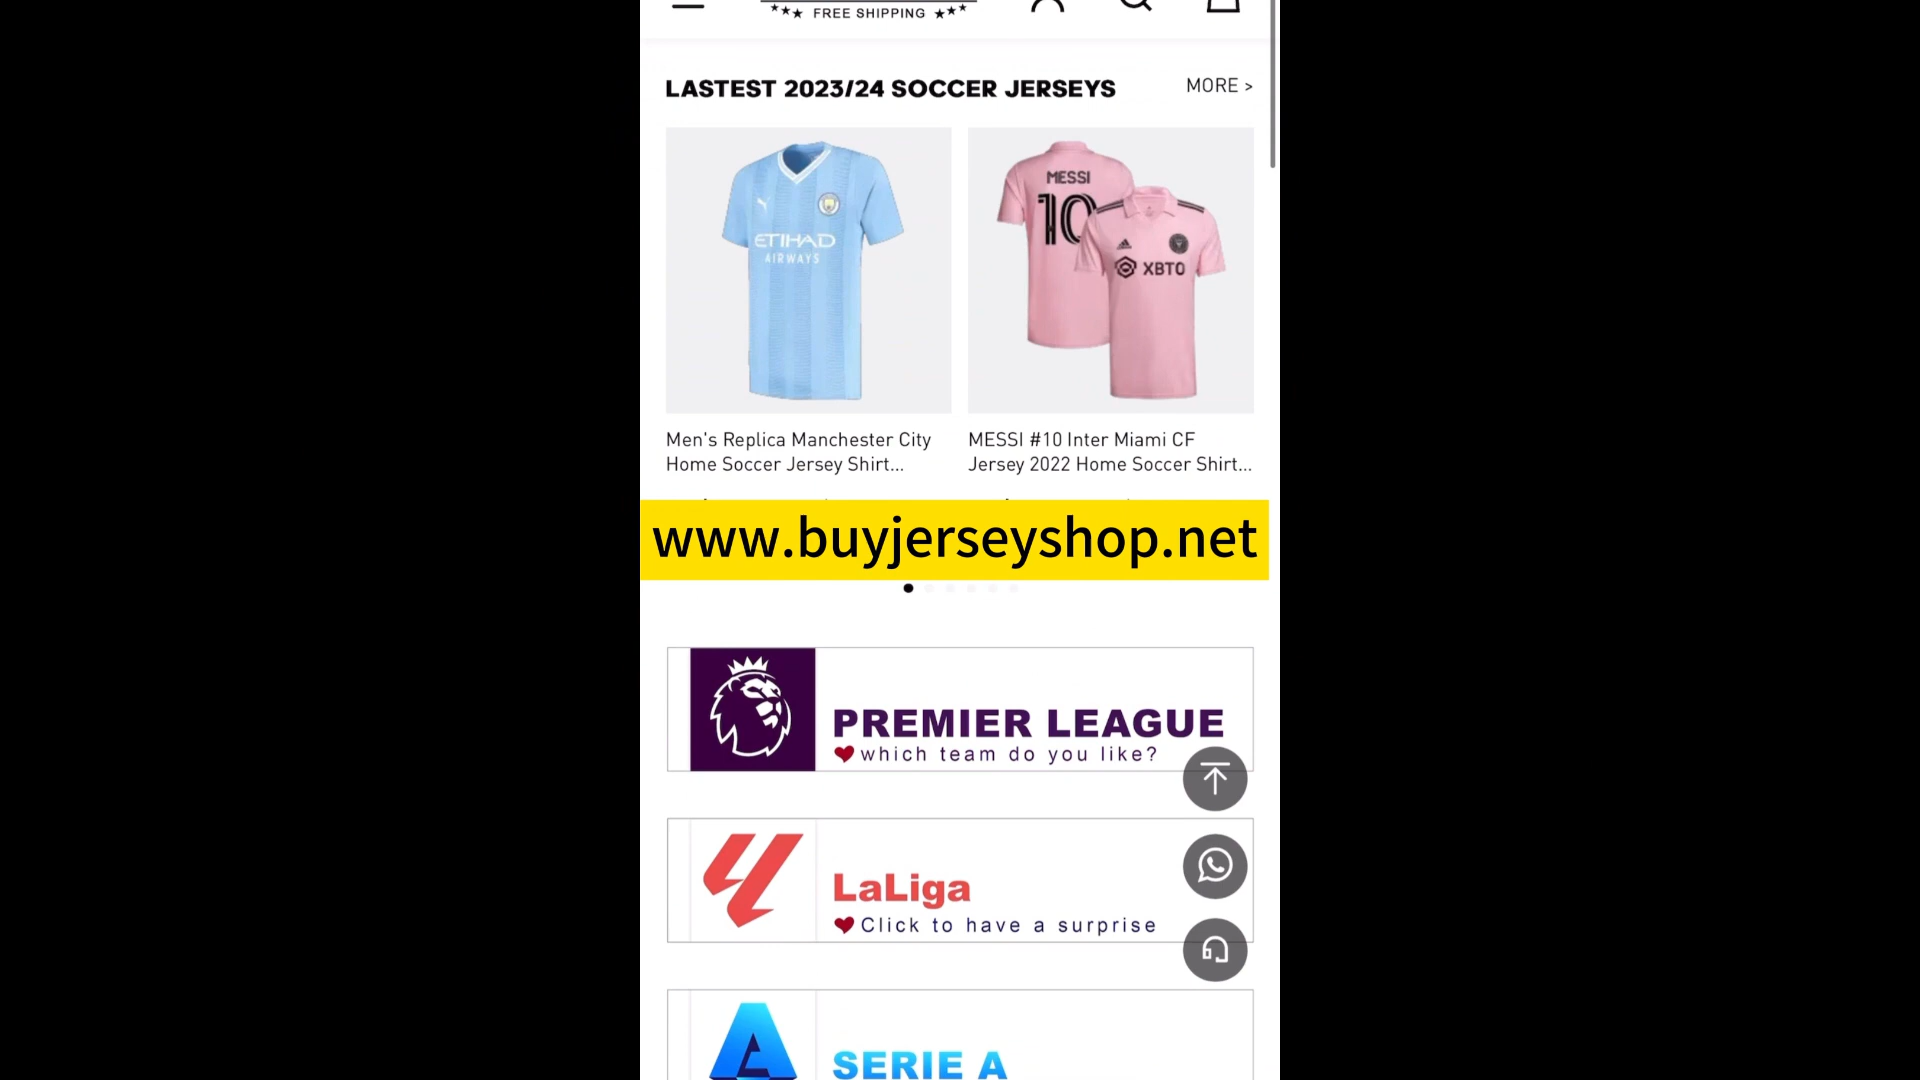 FREE SHIPPING
LASTEST 2023/24 SOCCER JERSEYS
MORE >
ETIHAD
AIRWAYS
MESSI
10
XBTO
Men's Replica Manchester City
Home Soccer Jersey Shirt...
MESSI #10 Inter Miami CF
Jersey 2022 Home Soccer Shirt...
www.buyjerseyshop.net
PREMIER LEAGUE
which team do you like?
LaLiga
Click to have a surprise
SERIE A